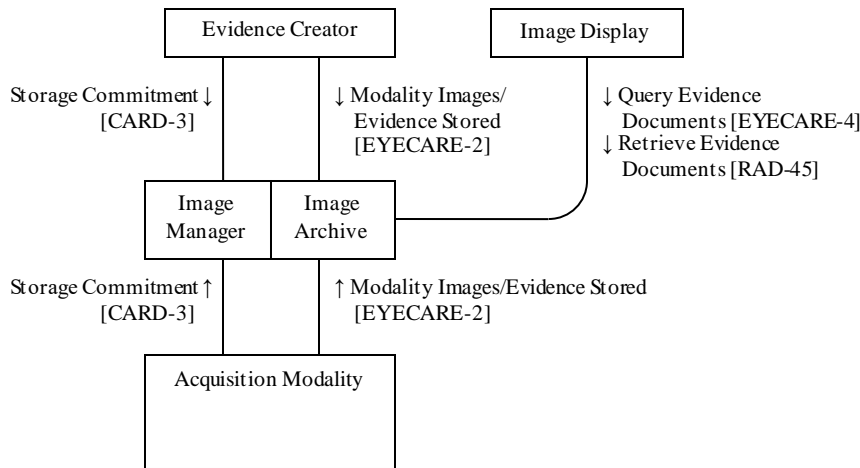 Evidence Creator
Image Display
Storage Commitment ↓
[CARD-3]
↓ Modality Images/
Evidence Stored
[EYECARE-2]
↓ Query Evidence
Documents [EYECARE-4]
↓ Retrieve Evidence
Documents [RAD-45]
Image
Manager
Image
Archive
Storage Commitment ↑
[CARD-3]
↑ Modality Images/Evidence Stored
[EYECARE-2]
Acquisition Modality